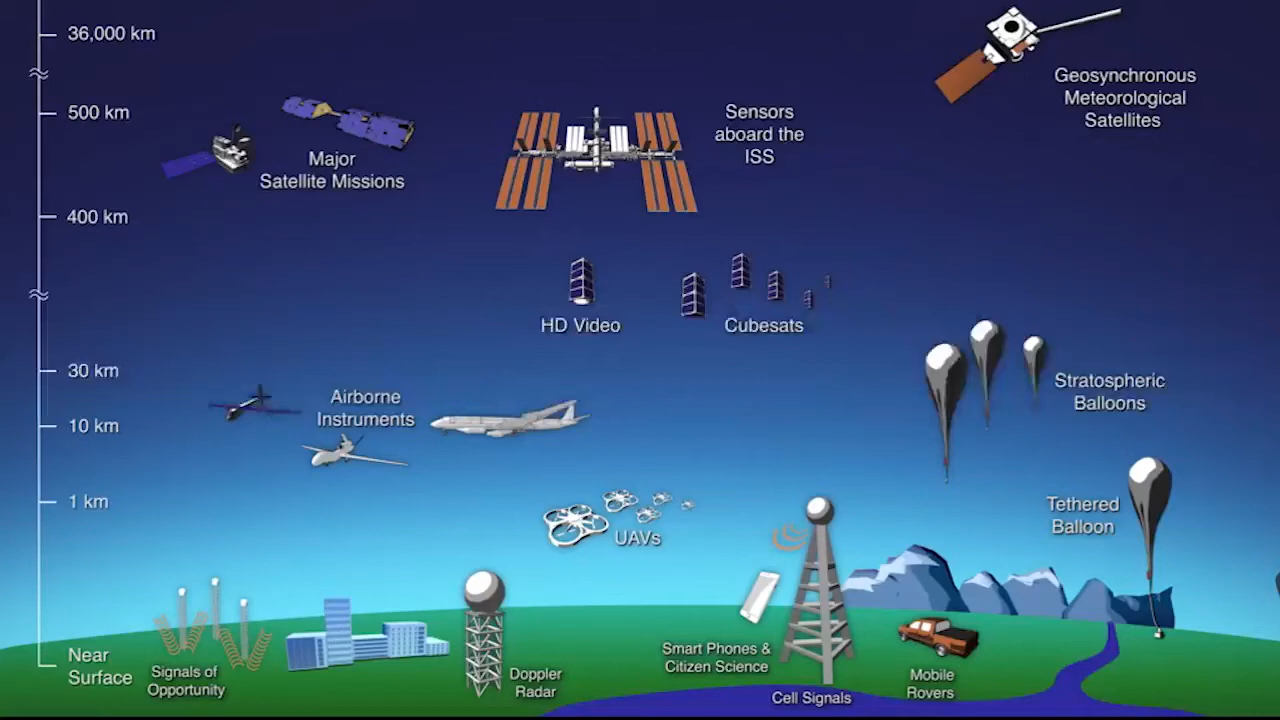 36,000 km
Geosynchronous
Meteorological
Satellites
500 km
Major
Satellite Missions
Sensors
aboard the
ISS
400 km
HD Video
Cubesats
30 km
10 km
Airborne
Instruments
Stratospheric
Balloons
1 km
UAVs
Tethered
Balloon
Near
Surface
Signals of
Opportunity
Doppler
Radar
Smart Phones &
Citizen Science
Cell Signals
Mobile
Rovers